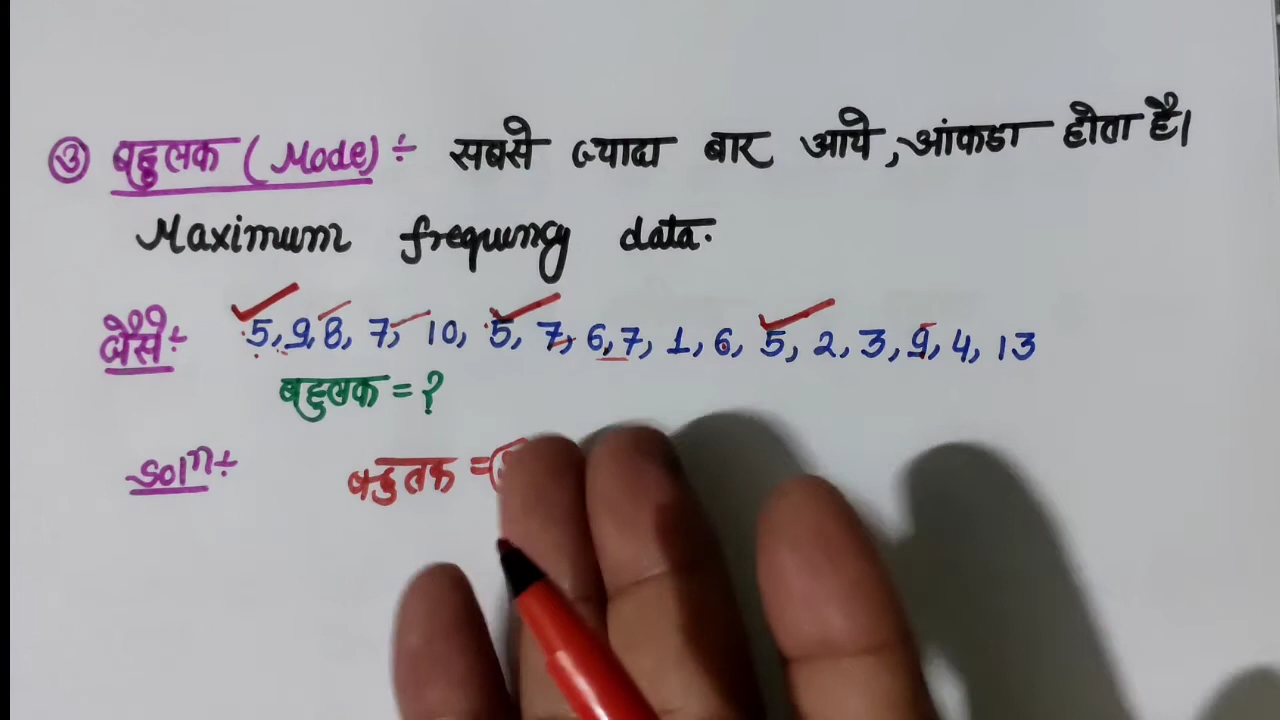 ③ बहुलक (Mode) ÷ सबसे ज्यादा बार आये, आंकडा होता है।
Maximum frequncy data.
जैसे ÷ 5, 9, 8, 7, 10, 5, 7, 6, 7, 1, 6, 5, 2, 3, 9, 4, 13
बहुलक = ?
Solⁿ ÷ बहुलक =